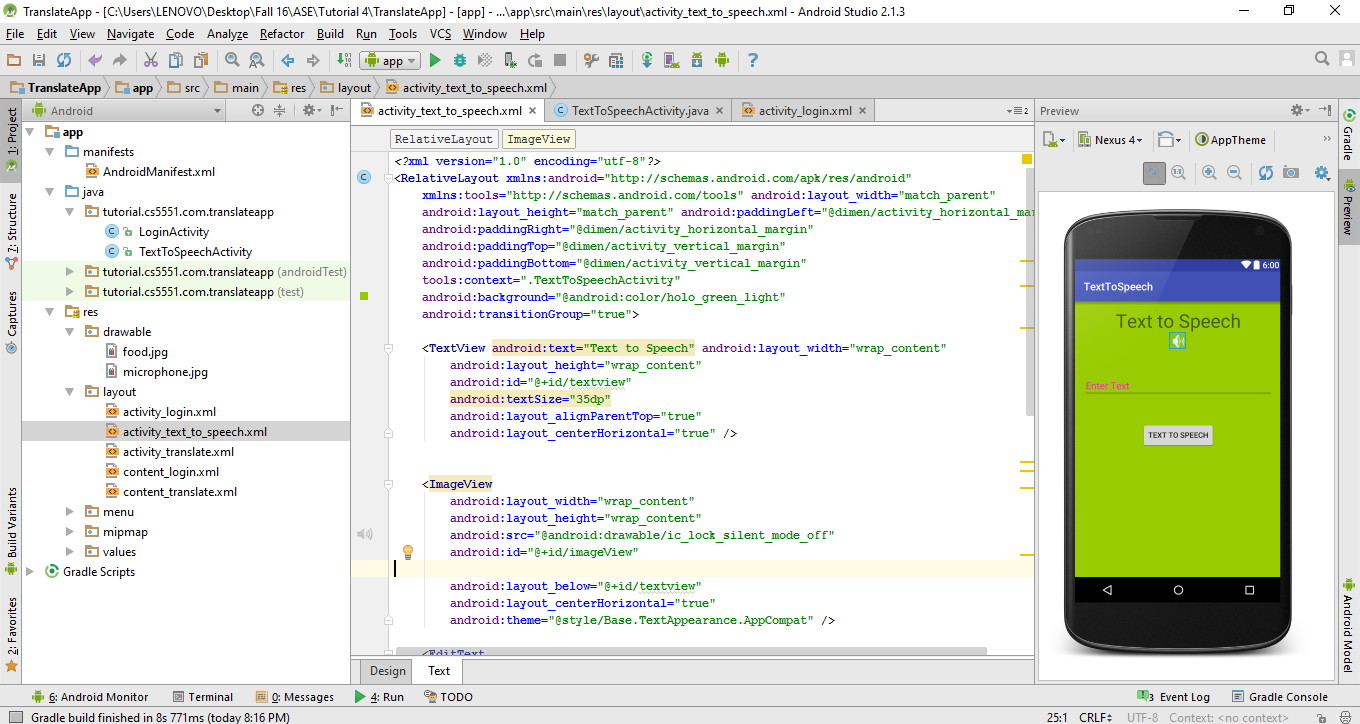 TranslateApp - [C:\Users\LENOVO\Desktop\Fall 16\ASE\Tutorial 4\TranslateApp] - [app] - ...\app\src\main\res\layout\activity_text_to_speech.xml - Android Studio 2.1.3
File Edit View Navigate Code Analyze Refactor Build Run Tools VCS Window Help
app
TranslateApp app src main res layout activity_text_to_speech.xml
1: Project
7: Structure
Captures
Build Variants
2: Favorites
Android
app
manifests
AndroidManifest.xml
java
tutorial.cs5551.com.translateapp
LoginActivity
TextToSpeechActivity
tutorial.cs5551.com.translateapp (androidTest)
tutorial.cs5551.com.translateapp (test)
res
drawable
food.jpg
microphone.jpg
layout
activity_login.xml
activity_text_to_speech.xml
activity_translate.xml
content_login.xml
content_translate.xml
menu
mipmap
values
Gradle Scripts
activity_text_to_speech.xml TextToSpeechActivity.java activity_login.xml 2
RelativeLayout ImageView
<?xml version="1.0" encoding="utf-8"?>
<RelativeLayout xmlns:android="http://schemas.android.com/apk/res/android"
xmlns:tools="http://schemas.android.com/tools" android:layout_width="match_parent"
android:layout_height="match_parent" android:paddingLeft="@dimen/activity_horizontal_mar
android:paddingRight="@dimen/activity_horizontal_margin"
android:paddingTop="@dimen/activity_vertical_margin"
android:paddingBottom="@dimen/activity_vertical_margin"
tools:context=".TextToSpeechActivity"
android:background="@android:color/holo_green_light"
android:transitionGroup="true">
<TextView android:text="Text to Speech" android:layout_width="wrap_content"
android:layout_height="wrap_content"
android:id="@+id/textview"
android:textSize="35dp"
android:layout_alignParentTop="true"
android:layout_centerHorizontal="true" />
<ImageView
android:layout_width="wrap_content"
android:layout_height="wrap_content"
android:src="@android:drawable/ic_lock_silent_mode_off"
android:id="@+id/imageView"
android:layout_below="@+id/textview"
android:layout_centerHorizontal="true"
android:theme="@style/Base.TextAppearance.AppCompat" />
<EditText
Design Text
Preview
Nexus 4 AppTheme
1:1
6:00
TextToSpeech
Text to Speech
Enter Text
TEXT TO SPEECH
Gradle
Preview
Android Model
6: Android Monitor Terminal 0: Messages 4: Run TODO 3 Event Log Gradle Console
Gradle build finished in 8s 771ms (today 8:16 PM) 25:1 CRLF UTF-8 Context: <no context>